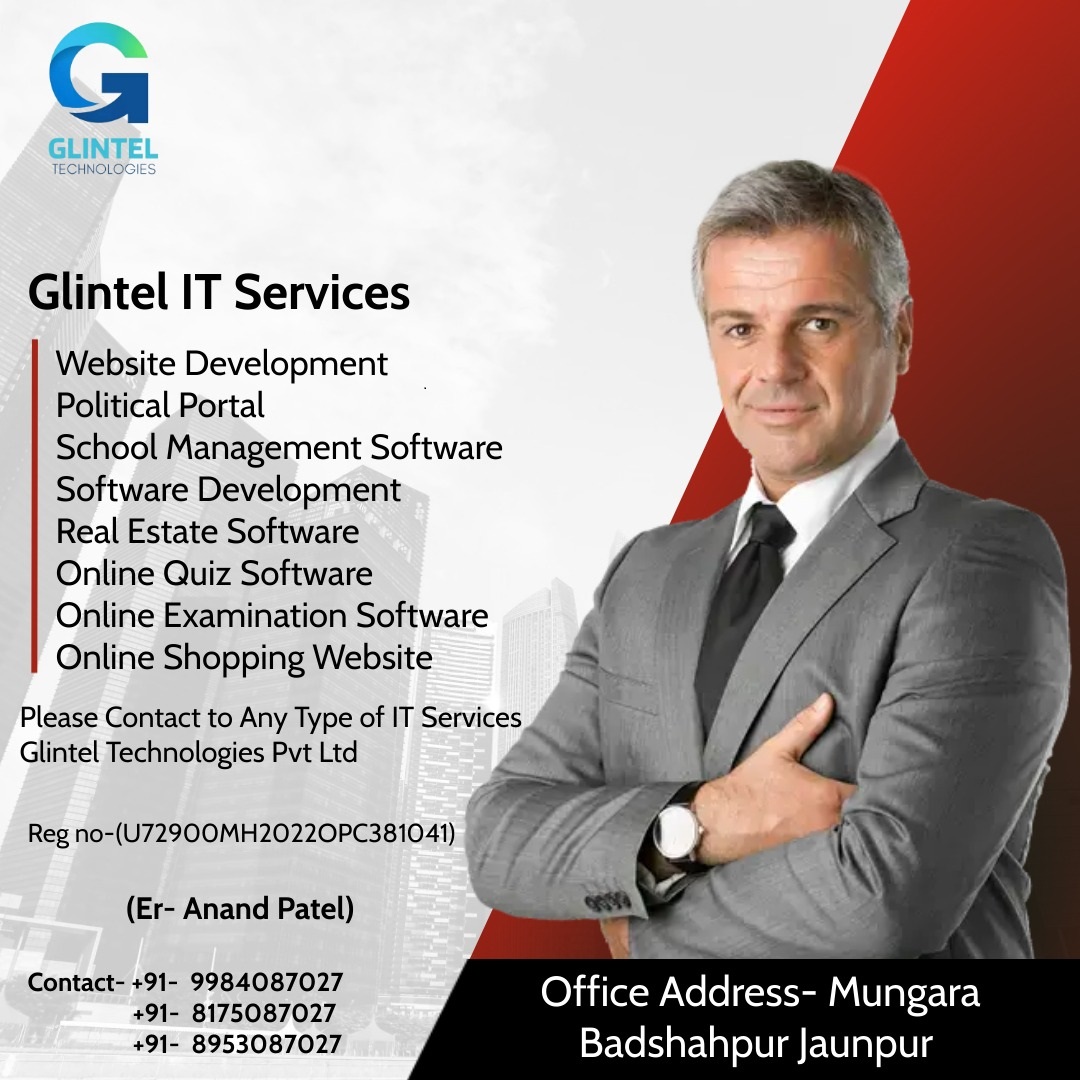 GLINTEL
TECHNOLOGIES
Glintel IT Services
Website Development
Political Portal
School Management Software
Software Development
Real Estate Software
Online Quiz Software
Online Examination Software
Online Shopping Website
Please Contact to Any Type of IT Services
Glintel Technologies Pvt Ltd
Reg no-(U72900MH2022OPC381041)
(Er- Anand Patel)
Contact- +91- 9984087027
+91- 8175087027
+91- 8953087027
Office Address- Mungara
Badshahpur Jaunpur